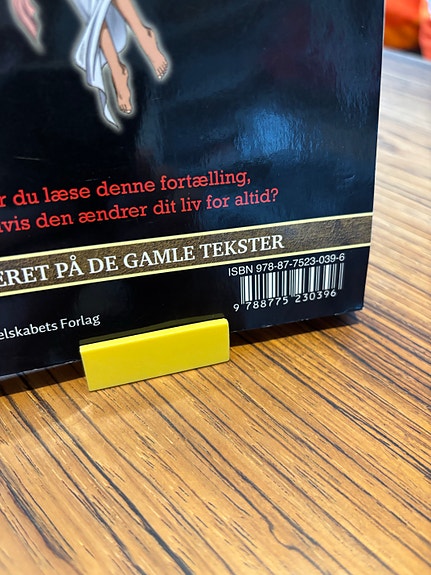 du læse denne fortælling,
vis den ændrer dit liv for altid?
ERET PÅ DE GAMLE TEKSTER
ISBN 978-87-7523-039-6
9 788775 230396
elskabets Forlag